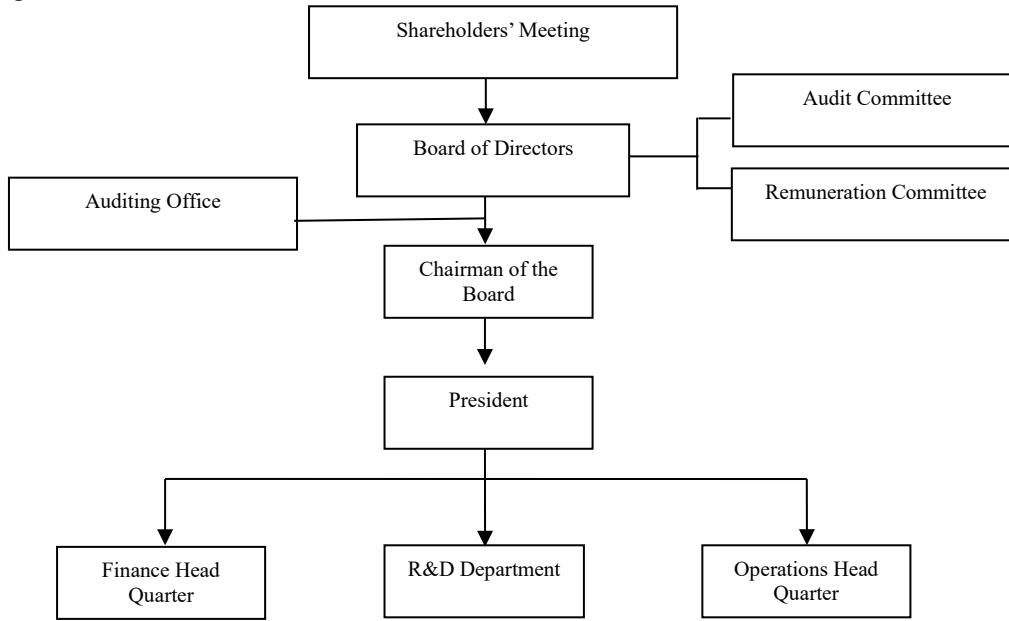 Shareholders’ Meeting
Audit Committee
Board of Directors
Remuneration Committee
Auditing Office
Chairman of the
Board
President
Finance Head
Quarter
R&D Department
Operations Head
Quarter